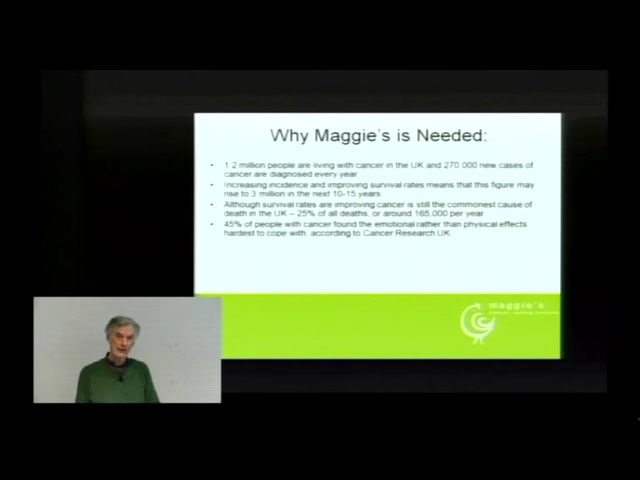 Why Maggie's is Needed:
• 1.2 million people are living with cancer in the UK and 270,000 new cases of
cancer are diagnosed every year
• Increasing incidence and improving survival rates means that this figure may
rise to 3 million in the next 10-15 years
• Although survival rates are improving cancer is still the commonest cause of
death in the UK – 25% of all deaths, or around 165,000 per year
• 45% of people with cancer found the emotional rather than physical effects
hardest to cope with, according to Cancer Research UK
maggie's
cancer caring centres